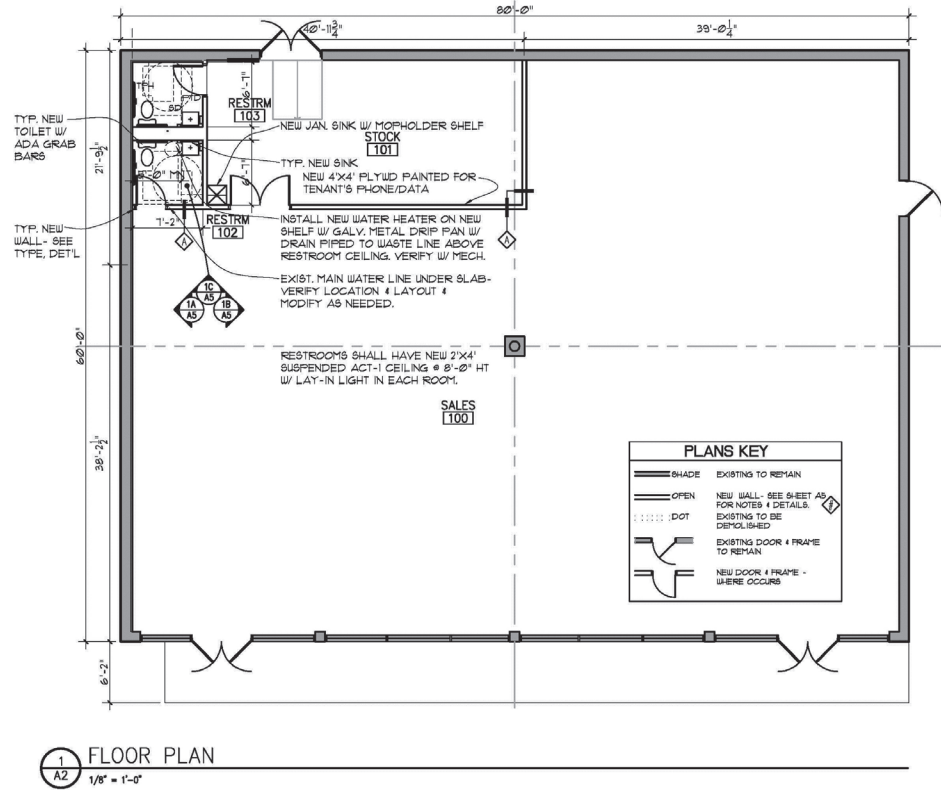 80'-0"
40'-11 3/4"
39'-0 1/4"
TYP. NEW
TOILET W/
ADA GRAB
BARS
21'-9 1/2"
RESTRM
103
6'-7"
NEW JAN. SINK W/ MOPHOLDER SHELF
STOCK
101
TYP. NEW SINK
NEW 4'X4' PLYWD PAINTED FOR
TENANT'S PHONE/DATA
6'-7"
TYP. NEW
WALL- SEE
TYPE, DET'L
7'-2"
RESTRM
102
A
A
INSTALL NEW WATER HEATER ON NEW
SHELF W/ GALV. METAL DRIP PAN W/
DRAIN PIPED TO WASTE LINE ABOVE
RESTROOM CEILING. VERIFY W/ MECH.
EXIST. MAIN WATER LINE UNDER SLAB-
VERIFY LOCATION & LAYOUT &
MODIFY AS NEEDED.
1C
A5
1A
A5
1B
A5
60'-0"
RESTROOMS SHALL HAVE NEW 2'X4'
SUSPENDED ACT-1 CEILING @ 8'-0" HT
W/ LAY-IN LIGHT IN EACH ROOM.
SALES
100
38'-2 1/2"
PLANS KEY
SHADE EXISTING TO REMAIN
OPEN NEW WALL- SEE SHEET A5
FOR NOTES & DETAILS.
#
DOT EXISTING TO BE
DEMOLISHED
EXISTING DOOR & FRAME
TO REMAIN
NEW DOOR & FRAME -
WHERE OCCURS
6'-2"
1
A2
FLOOR PLAN
1/8" = 1'-0"